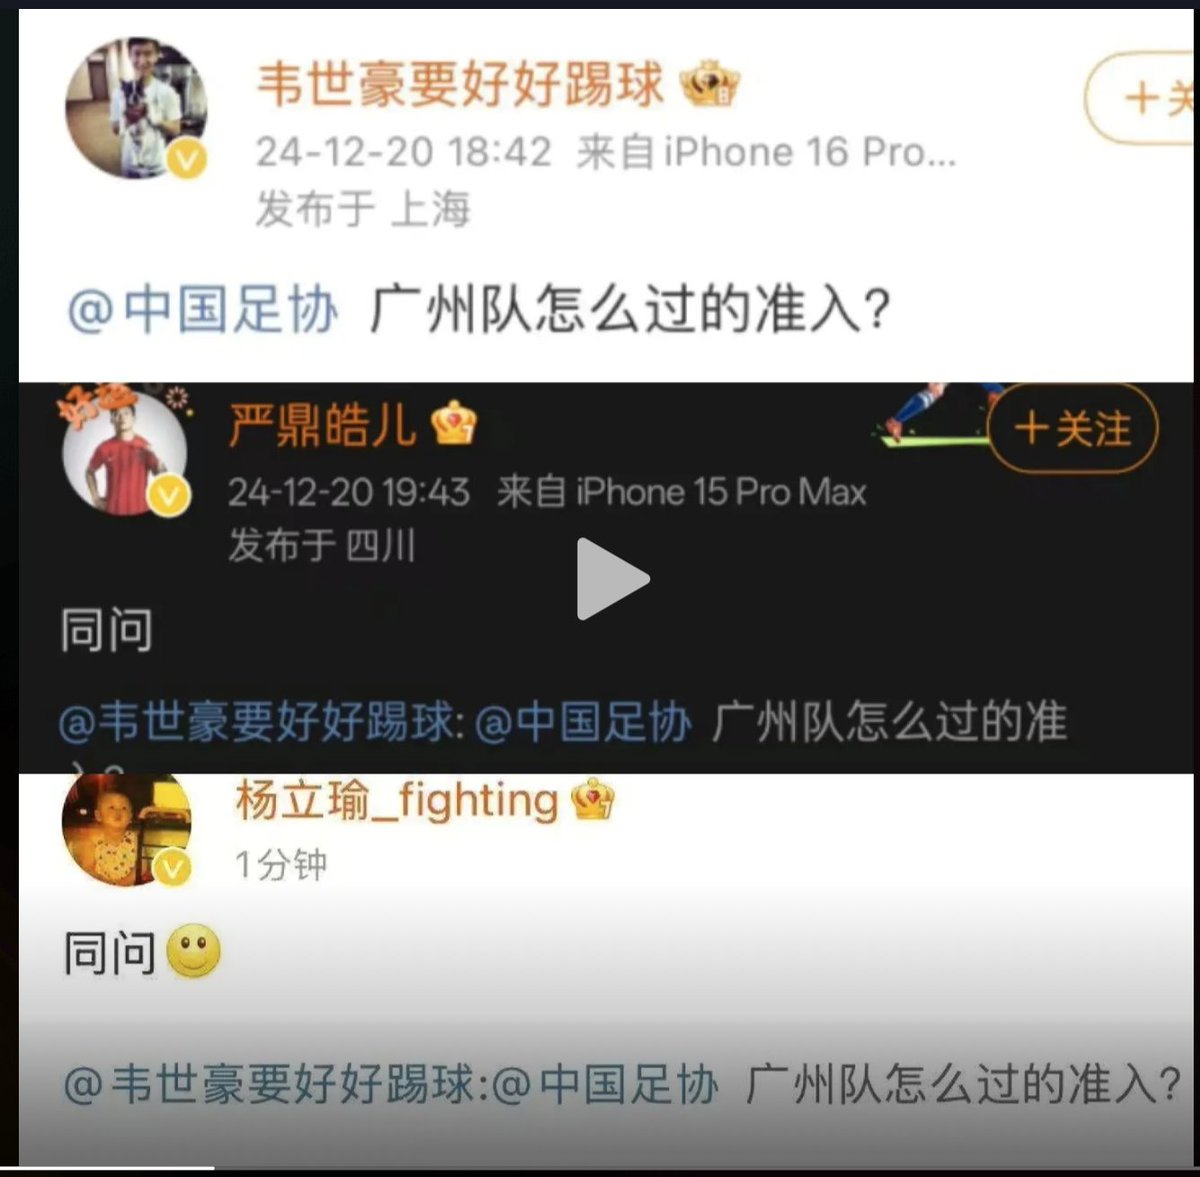 韦世豪要好好踢球
+关
24-12-20 18:42 来自 iPhone 16 Pro...
发布于 上海
@中国足协 广州队怎么过的准入?
好运
严鼎皓儿
+关注
24-12-20 19:43 来自 iPhone 15 Pro Max
发布于 四川
同问
@韦世豪要好好踢球: @中国足协 广州队怎么过的准
入?
杨立瑜_fighting
1分钟
同问
@韦世豪要好好踢球:@中国足协 广州队怎么过的准入?